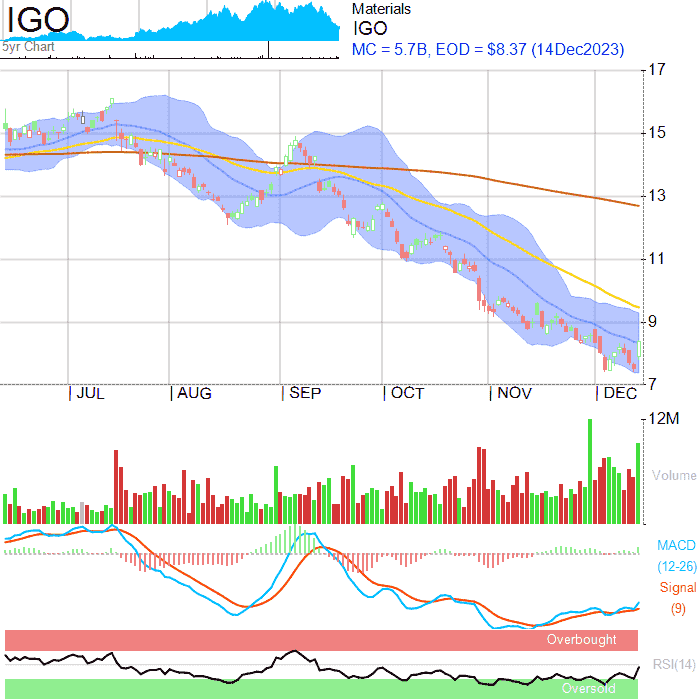 IGO
5yr Chart
Materials
IGO
MC = 5.7B, EOD = $8.37 (14Dec2023)
17
15
13
11
9
7
JUL
AUG
SEP
OCT
NOV
DEC
12M
Volume
MACD
(12-26)
Signal
(9)
Overbought
RSI(14)
Oversold